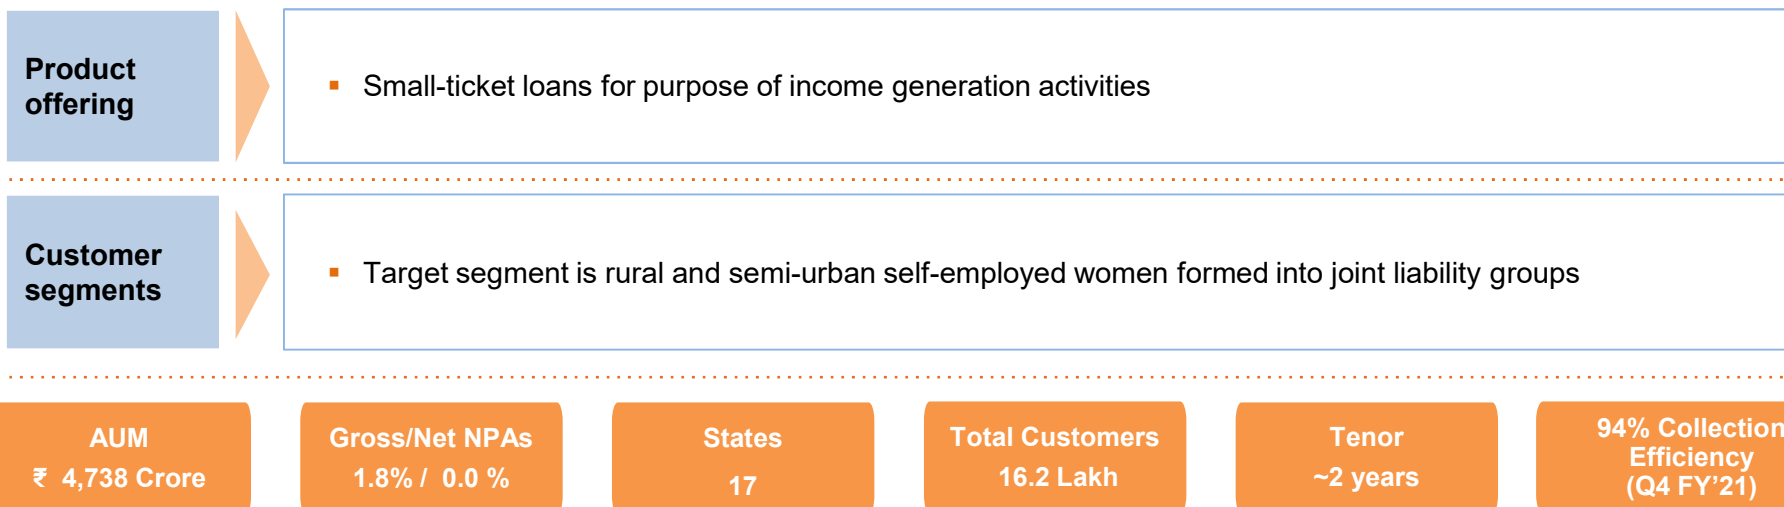 Product
offering
▪ Small-ticket loans for purpose of income generation activities
Customer
segments
▪ Target segment is rural and semi-urban self-employed women formed into joint liability groups
AUM
₹ 4,738 Crore
Gross/Net NPAs
1.8% / 0.0 %
States
17
Total Customers
16.2 Lakh
Tenor
~2 years
94% Collection
Efficiency
(Q4 FY'21)